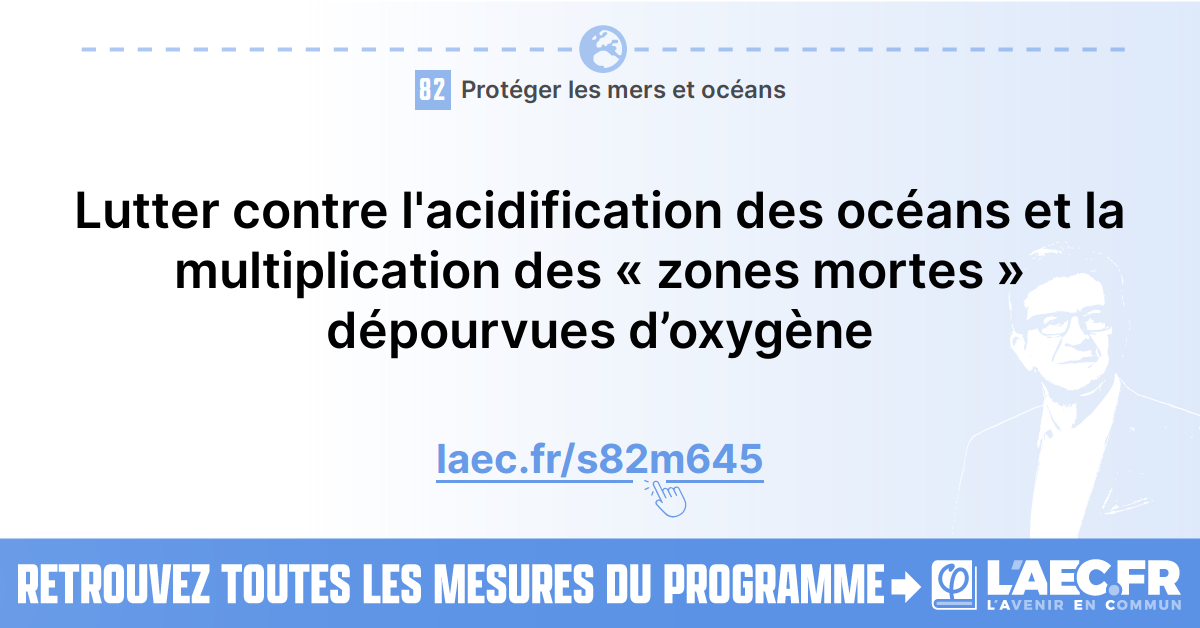 82 Protéger les mers et océans
Lutter contre l'acidification des océans et la
multiplication des « zones mortes »
dépourvues d’oxygène
laec.fr/s82m645
RETROUVEZ TOUTES LES MESURES DU PROGRAMME
L'AEC.FR
L'AVENIR EN COMMUN